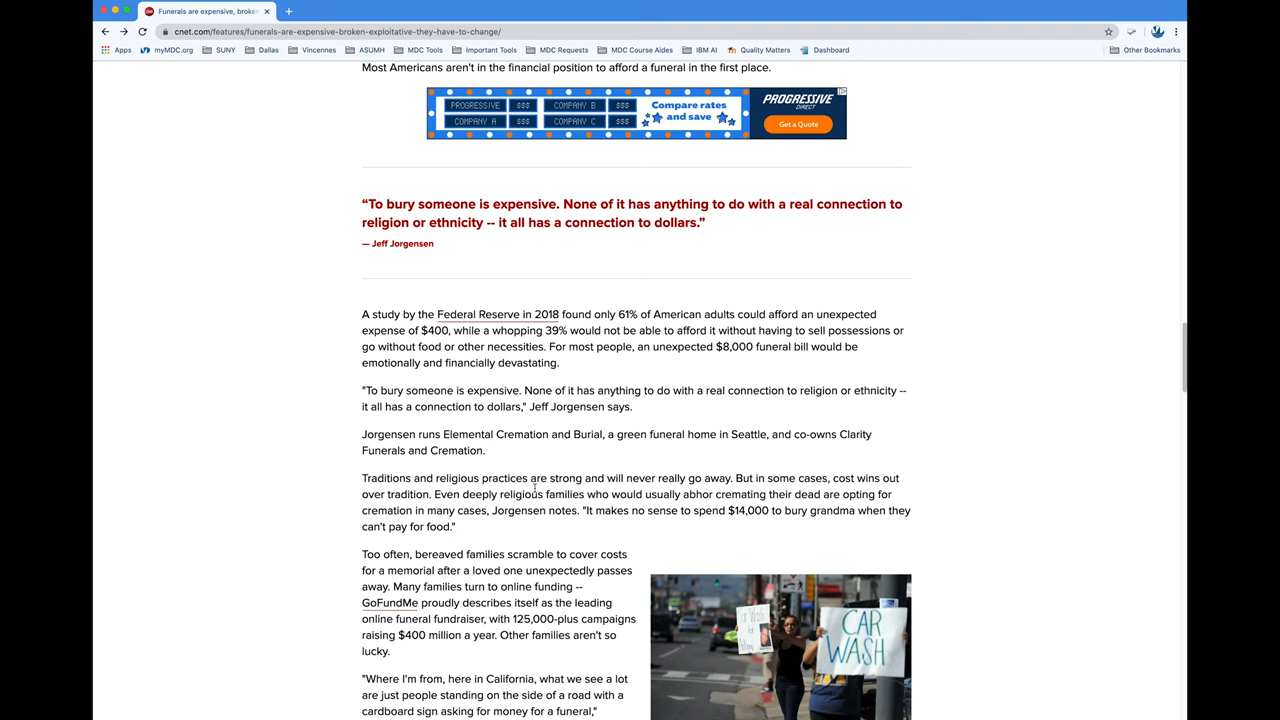 Funerals are expensive, broke
cnet.com/features/funerals-are-expensive-broken-exploitative-they-have-to-change/
Apps myMDC.org SUNY Dallas Vincennes ASUMH MDC Tools Important Tools MDC Requests MDC Course Aides IBM AI Quality Matters Dashboard Other Bookmarks
Most Americans aren't in the financial position to afford a funeral in the first place.
PROGRESSIVE $$$ COMPANY B $$$
COMPANY A $$$ COMPANY C $$$
Compare rates
and save
PROGRESSIVE
DIRECT
Get a Quote
“To bury someone is expensive. None of it has anything to do with a real connection to
religion or ethnicity -- it all has a connection to dollars.”
— Jeff Jorgensen
A study by the Federal Reserve in 2018 found only 61% of American adults could afford an unexpected
expense of $400, while a whopping 39% would not be able to afford it without having to sell possessions or
go without food or other necessities. For most people, an unexpected $8,000 funeral bill would be
emotionally and financially devastating.
"To bury someone is expensive. None of it has anything to do with a real connection to religion or ethnicity --
it all has a connection to dollars," Jeff Jorgensen says.
Jorgensen runs Elemental Cremation and Burial, a green funeral home in Seattle, and co-owns Clarity
Funerals and Cremation.
Traditions and religious practices are strong and will never really go away. But in some cases, cost wins out
over tradition. Even deeply religious families who would usually abhor cremating their dead are opting for
cremation in many cases, Jorgensen notes. "It makes no sense to spend $14,000 to bury grandma when they
can't pay for food."
Too often, bereaved families scramble to cover costs
for a memorial after a loved one unexpectedly passes
away. Many families turn to online funding --
GoFundMe proudly describes itself as the leading
online funeral fundraiser, with 125,000-plus campaigns
raising $400 million a year. Other families aren't so
lucky.
"Where I'm from, here in California, what we see a lot
are just people standing on the side of a road with a
cardboard sign asking for money for a funeral,"
CAR
WASH